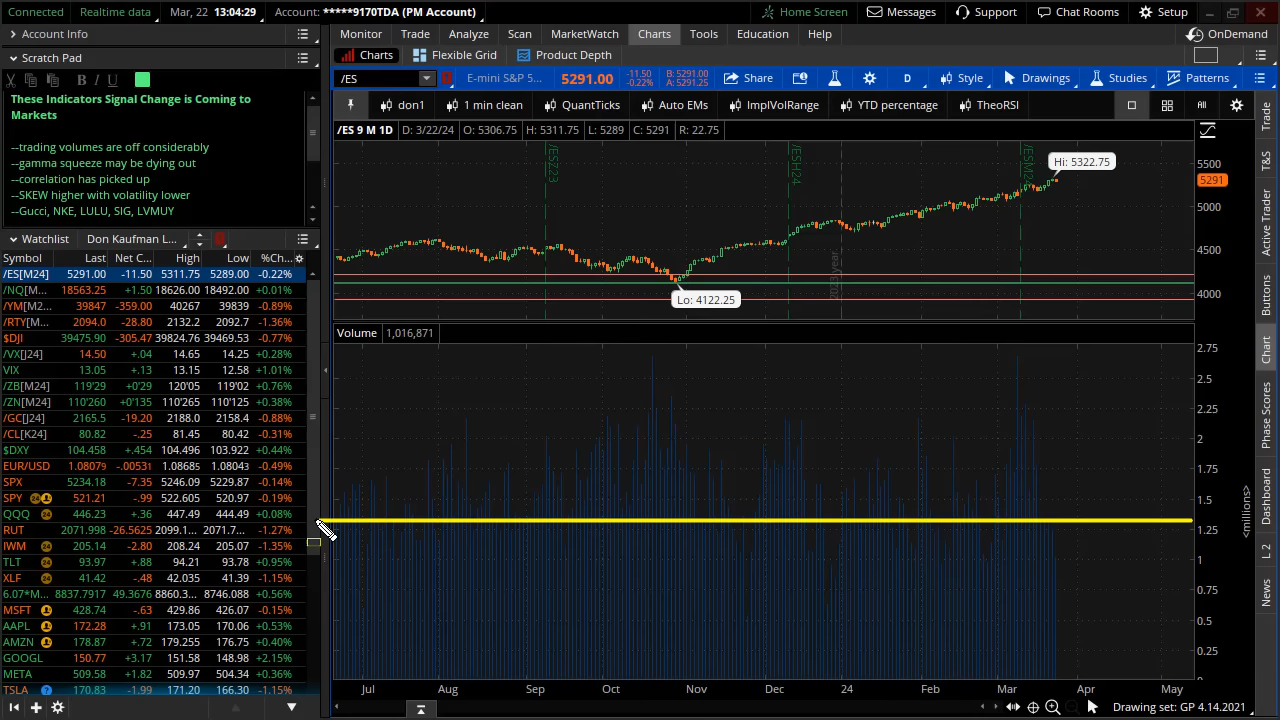 Connected Realtime data Mar, 22 13:04:29 Account: *****9170TDA (PM Account) Home Screen Messages Support Chat Rooms Setup
Account Info
Scratch Pad
B I U
These Indicators Signal Change is Coming to
Markets
--trading volumes are off considerably
--gamma squeeze may be dying out
--correlation has picked up
--SKEW higher with volatility lower
--Gucci, NKE, LULU, SIG, LVMUY
Watchlist Don Kaufman L...
Symbol Last Net C... High Low %Ch...
/ES[M24] 5291.00 -11.50 5311.75 5289.00 -0.22%
/NQ[M... 18563.25 +1.50 18626.00 18492.00 +0.01%
/YM[M2... 39847 -359.00 40267 39839 -0.89%
/RTY[M... 2094.0 -28.80 2132.2 2092.7 -1.36%
$DJI 39475.90 -305.47 39824.76 39469.53 -0.77%
/VX[J24] 14.50 +.04 14.65 14.25 +0.28%
VIX 13.05 +.13 13.15 12.58 +1.01%
/ZB[M24] 119'29 +0'29 120'05 119'02 +0.76%
/ZN[M24] 110'260 +0'135 110'265 110'125 +0.38%
/GC[J24] 2165.5 -19.20 2188.0 2158.4 -0.88%
/CL[K24] 80.82 -.25 81.45 80.42 -0.31%
$DXY 104.458 +.454 104.496 103.922 +0.44%
EUR/USD 1.08079 -.00531 1.08685 1.08043 -0.49%
SPX 5234.18 -7.35 5246.09 5229.87 -0.14%
SPY 24 521.21 -.99 522.605 520.97 -0.19%
QQQ 24 446.23 +.36 447.49 444.49 +0.08%
RUT 2071.998 -26.5625 2099.1... 2071.7... -1.27%
IWM 24 205.14 -2.80 208.24 205.07 -1.35%
TLT 24 93.97 +.88 94.21 93.78 +0.95%
XLF 24 41.42 -.48 42.035 41.39 -1.15%
6.07*M... 8837.7917 49.3676 8860.3... 8746.088 +0.56%
MSFT 428.74 -.63 429.86 426.07 -0.15%
AAPL 172.28 +.91 173.05 170.06 +0.53%
AMZN 178.87 +.72 179.255 176.75 +0.40%
GOOGL 150.77 +3.17 151.58 148.98 +2.15%
META 509.58 +1.82 509.97 504.34 +0.36%
TSLA ? 170.83 -1.99 171.20 166.30 -1.15%
Monitor Trade Analyze Scan MarketWatch Charts Tools Education Help OnDemand
Charts Flexible Grid Product Depth
/ES E-mini S&P 5... 5291.00 -11.50 -0.22% B: 5291.00 A: 5291.25 Share D Style Drawings Studies Patterns
don1 1 min clean QuantTicks Auto EMs ImplVolRange YTD percentage TheoRSI All
/ES 9 M 1D D: 3/22/24 O: 5306.75 H: 5311.75 L: 5289 C: 5291 R: 22.75
/ESZ23
/ESH24
/ESM24
2023 year
Hi: 5322.75
Lo: 4122.25
5500
5291
5000
4500
4000
Volume 1,016,871
2.75
2.5
2.25
2
1.75
1.5
1.25
1
0.75
0.5
0.25
<millions>
Jul Aug Sep Oct Nov Dec 24 Feb Mar Apr May
Drawing set: GP 4.14.2021
Trade
T&S
Active Trader
Buttons
Chart
Phase Scores
Dashboard
L 2
News